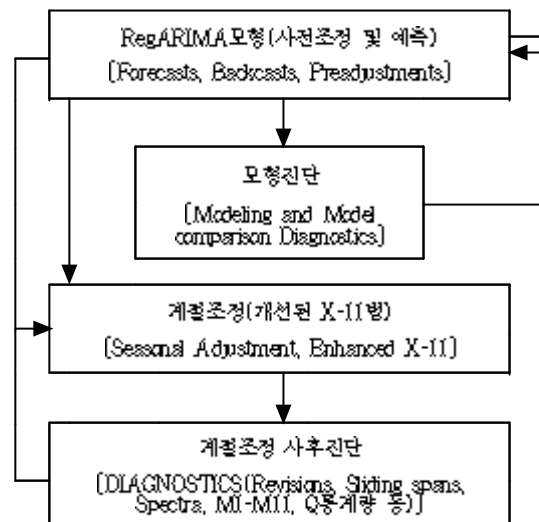 RegARIMA모형(사전조정 및 예측)
[Forecasts, Backcasts, Preadjustments]
모형진단
[Modeling and Model
comparison Diagnostics]
계절조정(개선된 X-11법)
[Seasonal Adjustment, Enhanced X-11]
계절조정 사후진단
[DIAGNOSTICS(Revisions, Sliding spans,
Spectra, M1-M11, Q통계량 등)]